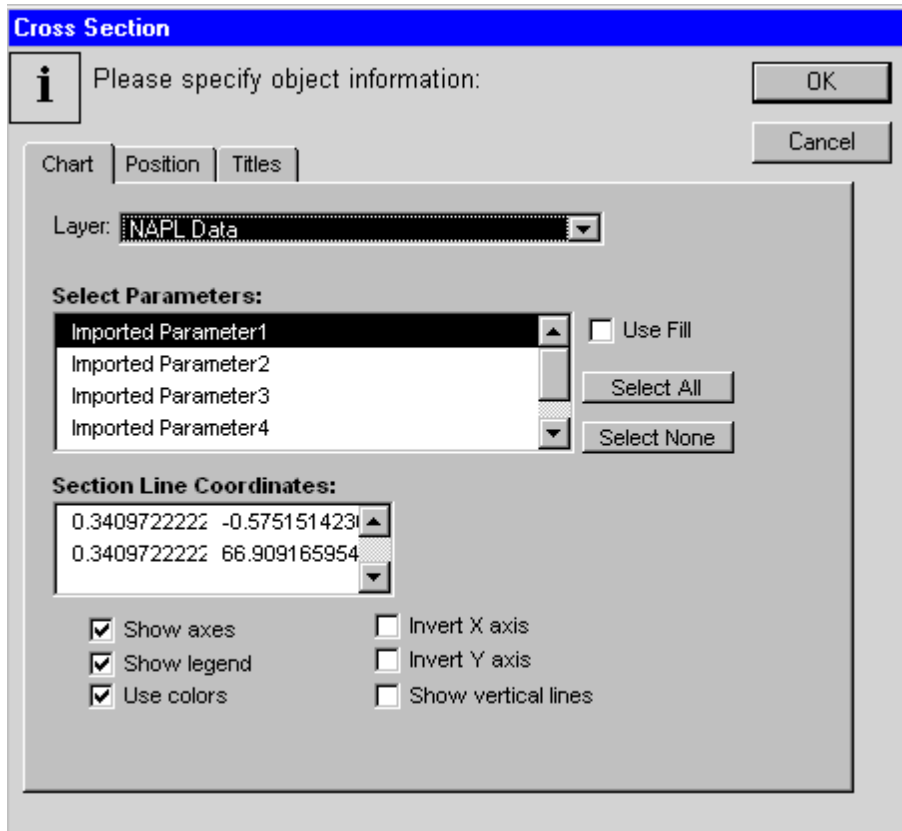 Cross Section
i Please specify object information:
OK
Cancel
Chart Position Titles
Layer: NAPL Data
Select Parameters:
Imported Parameter1
Imported Parameter2
Imported Parameter3
Imported Parameter4
Use Fill
Select All
Select None
Section Line Coordinates:
0.3409722222 -0.575151423
0.3409722222 66.909165954
Show axes
Show legend
Use colors
Invert X axis
Invert Y axis
Show vertical lines